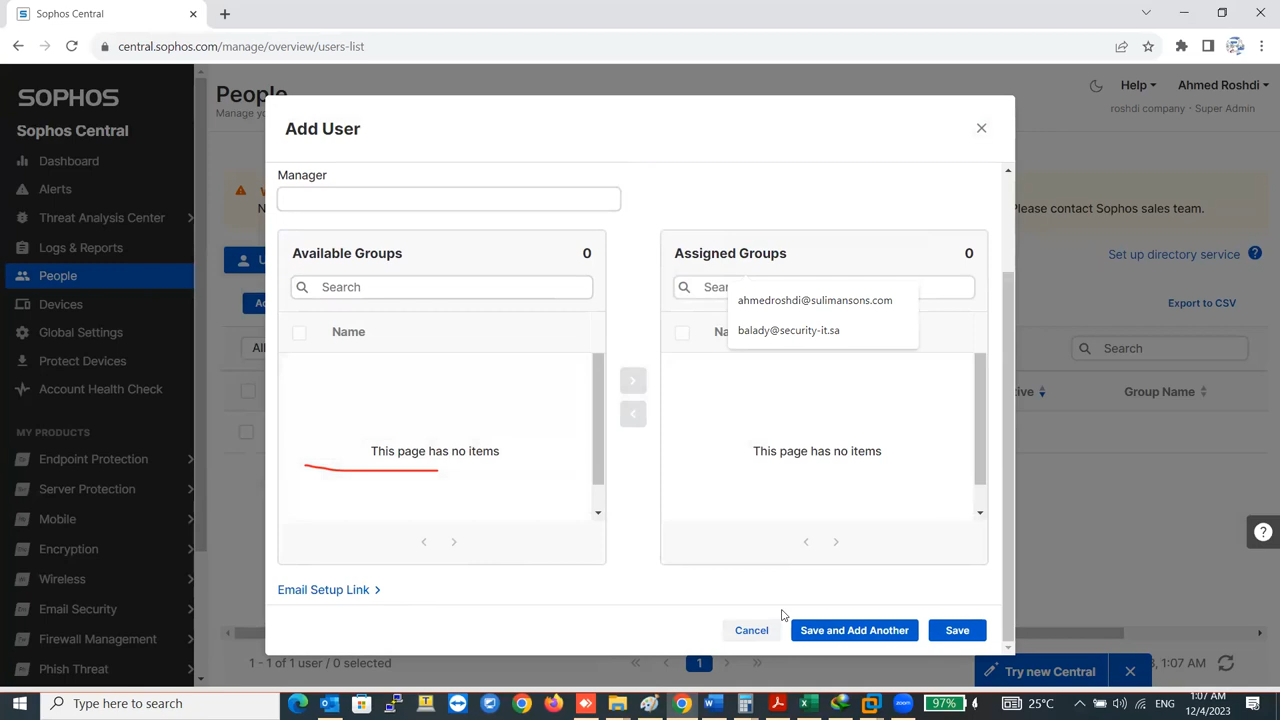 Sophos Central
central.sophos.com/manage/overview/users-list
SOPHOS
Sophos Central
Dashboard
Alerts
Threat Analysis Center
Logs & Reports
People
Devices
Global Settings
Protect Devices
Account Health Check
MY PRODUCTS
Endpoint Protection
Server Protection
Mobile
Encryption
Wireless
Email Security
Firewall Management
Phish Threat
People
Manage yo
Help
Ahmed Roshdi
roshdi company · Super Admin
Please contact Sophos sales team.
Set up directory service
Export to CSV
Search
Group Name
Add User
Manager
Available Groups 0
Search
Name
This page has no items
Assigned Groups 0
ahmedroshdi@sulimansons.com
balady@security-it.sa
This page has no items
Email Setup Link
Cancel
Save and Add Another
Save
1 - 1 of 1 user / 0 selected
1
1:07 AM
Try new Central
Type here to search
97%
25°C
1:07 AM
12/4/2023